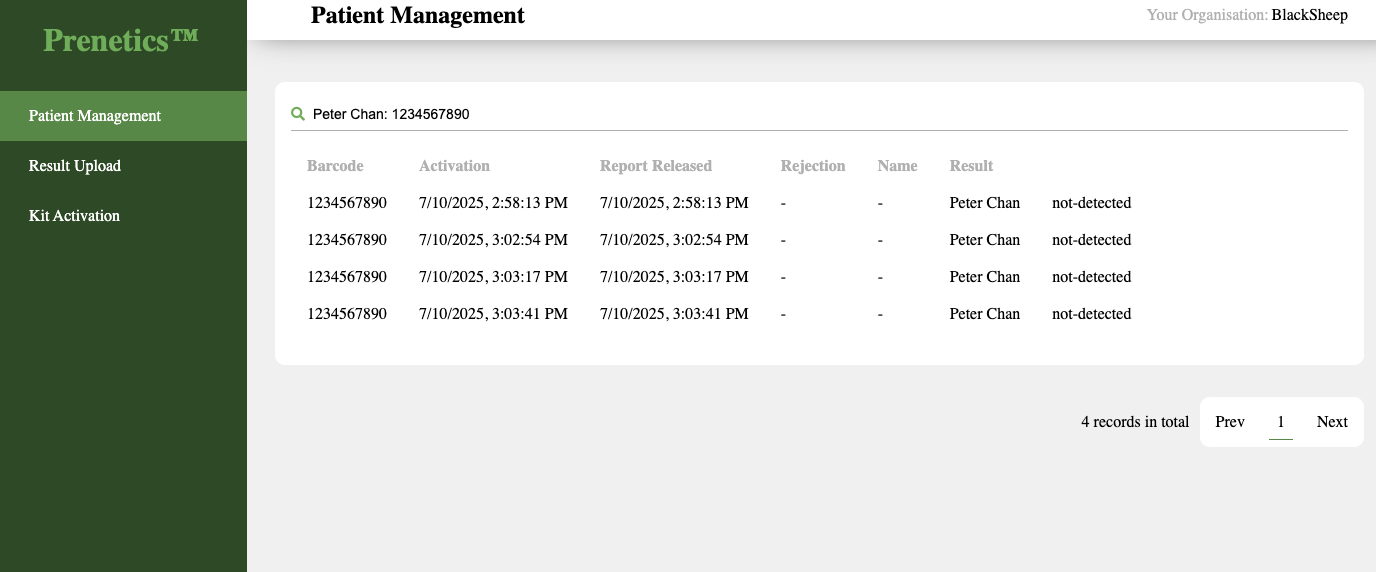 Prenetics™
Patient Management
Result Upload
Kit Activation
Patient Management
Your Organisation: BlackSheep
Peter Chan: 1234567890
Barcode Activation Report Released Rejection Name Result
1234567890 7/10/2025, 2:58:13 PM 7/10/2025, 2:58:13 PM - - Peter Chan not-detected
1234567890 7/10/2025, 3:02:54 PM 7/10/2025, 3:02:54 PM - - Peter Chan not-detected
1234567890 7/10/2025, 3:03:17 PM 7/10/2025, 3:03:17 PM - - Peter Chan not-detected
1234567890 7/10/2025, 3:03:41 PM 7/10/2025, 3:03:41 PM - - Peter Chan not-detected
4 records in total Prev 1 Next